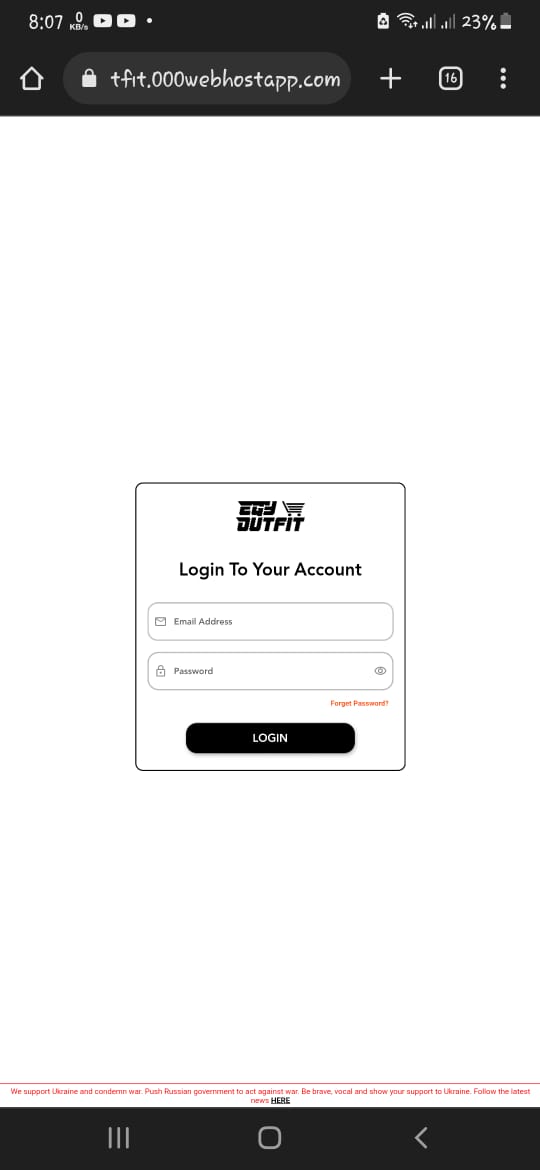 8:07 0 KB/s 23%
tfit.000webhostapp.com 16
EGY
OUTFIT
Login To Your Account
Email Address
Password
Forget Password?
LOGIN
We support Ukraine and condemn war. Push Russian government to act against war. Be brave, vocal and show your support to Ukraine. Follow the latest
news HERE